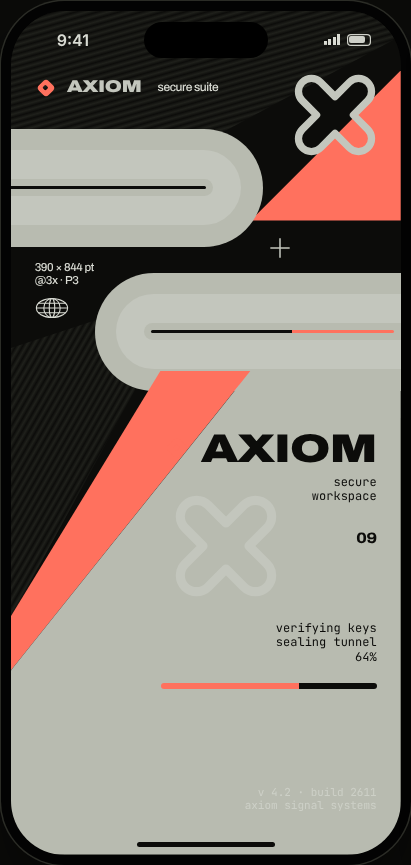 9:41
AXIOM secure suite
390 × 844 pt
@3x · P3
AXIOM
secure
workspace
09
verifying keys
sealing tunnel
64%
v 4.2 · build 2611
axiom signal systems